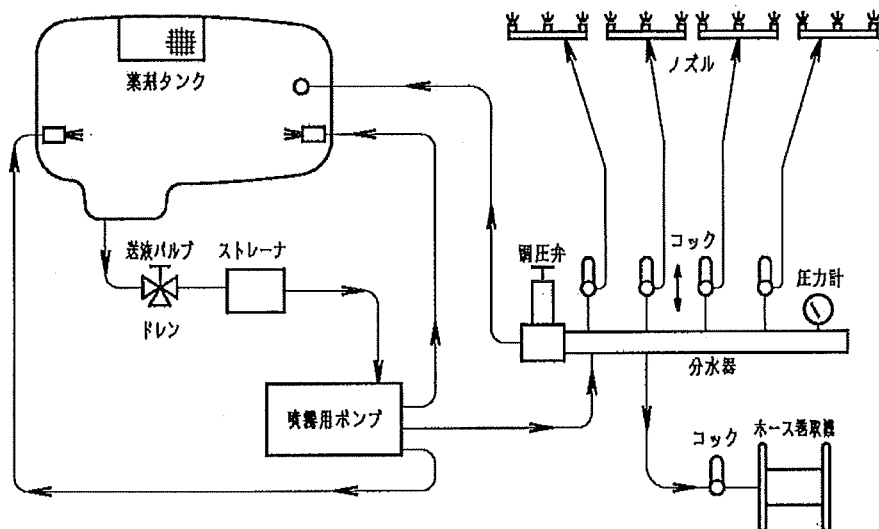 薬剤タンク
ノズル
送液バルブ
ストレーナ
ドレン
調圧弁
コック
圧力計
分水器
噴霧用ポンプ
コック
ホース巻取機